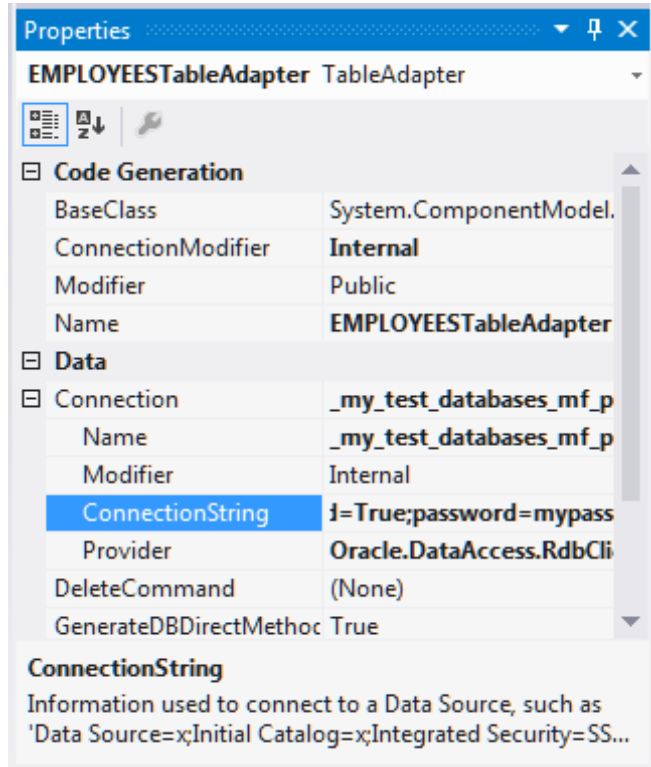 Properties
EMPLOYEESTableAdapter TableAdapter
Code Generation
BaseClass System.ComponentModel.
ConnectionModifier Internal
Modifier Public
Name EMPLOYEESTableAdapter
Data
Connection _my_test_databases_mf_p
Name _my_test_databases_mf_p
Modifier Internal
ConnectionString d=True;password=mypass
Provider Oracle.DataAccess.RdbCli
DeleteCommand (None)
GenerateDBDirectMethod True
ConnectionString
Information used to connect to a Data Source, such as
'Data Source=x;Initial Catalog=x;Integrated Security=SS...